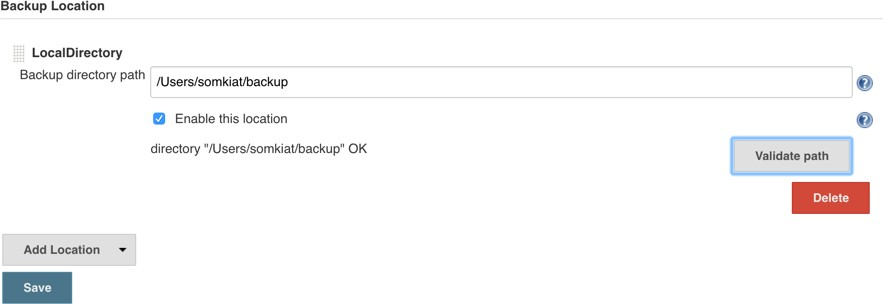 Backup Location
LocalDirectory
Backup directory path
/Users/somkiat/backup
Enable this location
directory "/Users/somkiat/backup" OK
Validate path
Delete
Add Location
Save